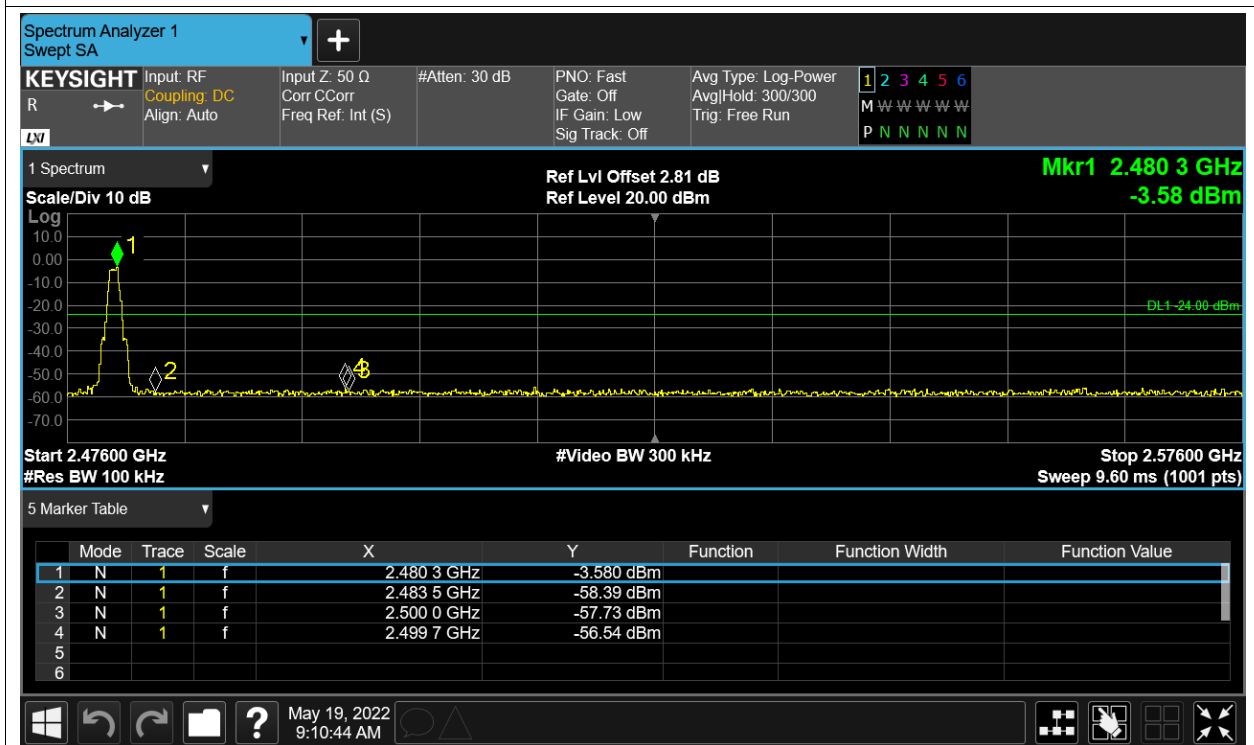 Spectrum Analyzer 1
Swept SA
+
KEYSIGHT
R
LXI
Input: RF
Coupling: DC
Align: Auto
Input Z: 50 Ω
Corr CCorr
Freq Ref: Int (S)
#Atten: 30 dB
PNO: Fast
Gate: Off
IF Gain: Low
Sig Track: Off
Avg Type: Log-Power
Avg|Hold: 300/300
Trig: Free Run
1 2 3 4 5 6
M W W W W W
P N N N N N
1 Spectrum
Scale/Div 10 dB
Ref Lvl Offset 2.81 dB
Ref Level 20.00 dBm
Mkr1 2.480 3 GHz
-3.58 dBm
Log
10.0
0.00
-10.0
-20.0
-30.0
-40.0
-50.0
-60.0
-70.0
1
2
4
3
DL1 -24.00 dBm
Start 2.47600 GHz
#Video BW 300 kHz
Stop 2.57600 GHz
#Res BW 100 kHz
Sweep 9.60 ms (1001 pts)
5 Marker Table
Mode Trace Scale X Y Function Function Width Function Value
1 N 1 f 2.480 3 GHz -3.580 dBm
2 N 1 f 2.483 5 GHz -58.39 dBm
3 N 1 f 2.500 0 GHz -57.73 dBm
4 N 1 f 2.499 7 GHz -56.54 dBm
5
6
?
May 19, 2022
9:10:44 AM